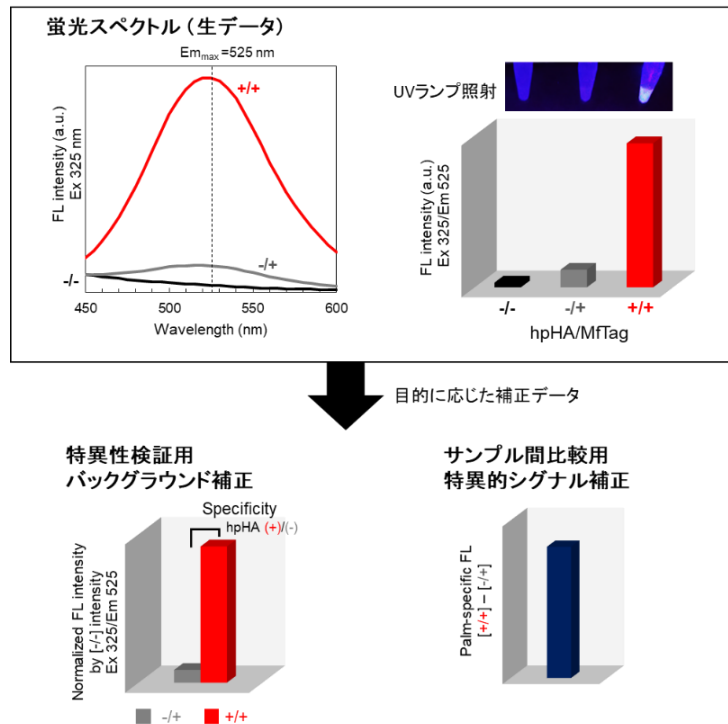 蛍光スペクトル（生データ）
Emmax =525 nm
+/+
-/+
-/-
FL intensity (a.u.)
Ex 325 nm
450 500 550 600
Wavelength (nm)
UVランプ照射
FL intensity (a.u.)
Ex 325/Em 525
-/- -/+ +/+
hpHA/MfTag
目的に応じた補正データ
特異性検証用
バックグラウンド補正
Specificity
hpHA (+)/(-)
Normalized FL intensity
by [-/-] intensity
Ex 325/Em 525
-/+ +/+
サンプル間比較用
特異的シグナル補正
Palm-specific FL
[+/+] – [-/+]